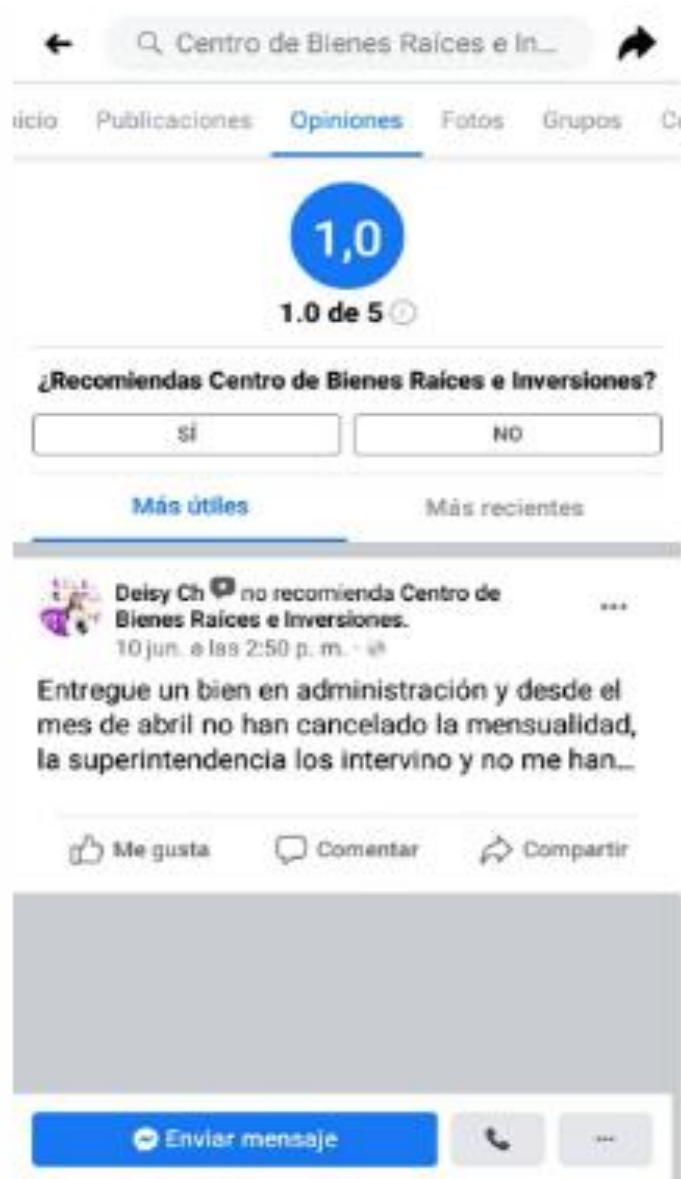 Centro de Bienes Raíces e In...
icio Publicaciones Opiniones Fotos Grupos C
1,0
1.0 de 5
¿Recomiendas Centro de Bienes Raíces e Inversiones?
SÍ NO
Más útiles Más recientes
Deisy Ch no recomienda Centro de
Bienes Raíces e Inversiones.
10 jun. a las 2:50 p. m. ·
Entregue un bien en administración y desde el
mes de abril no han cancelado la mensualidad,
la superintendencia los intervino y no me han...
Me gusta Comentar Compartir
Enviar mensaje